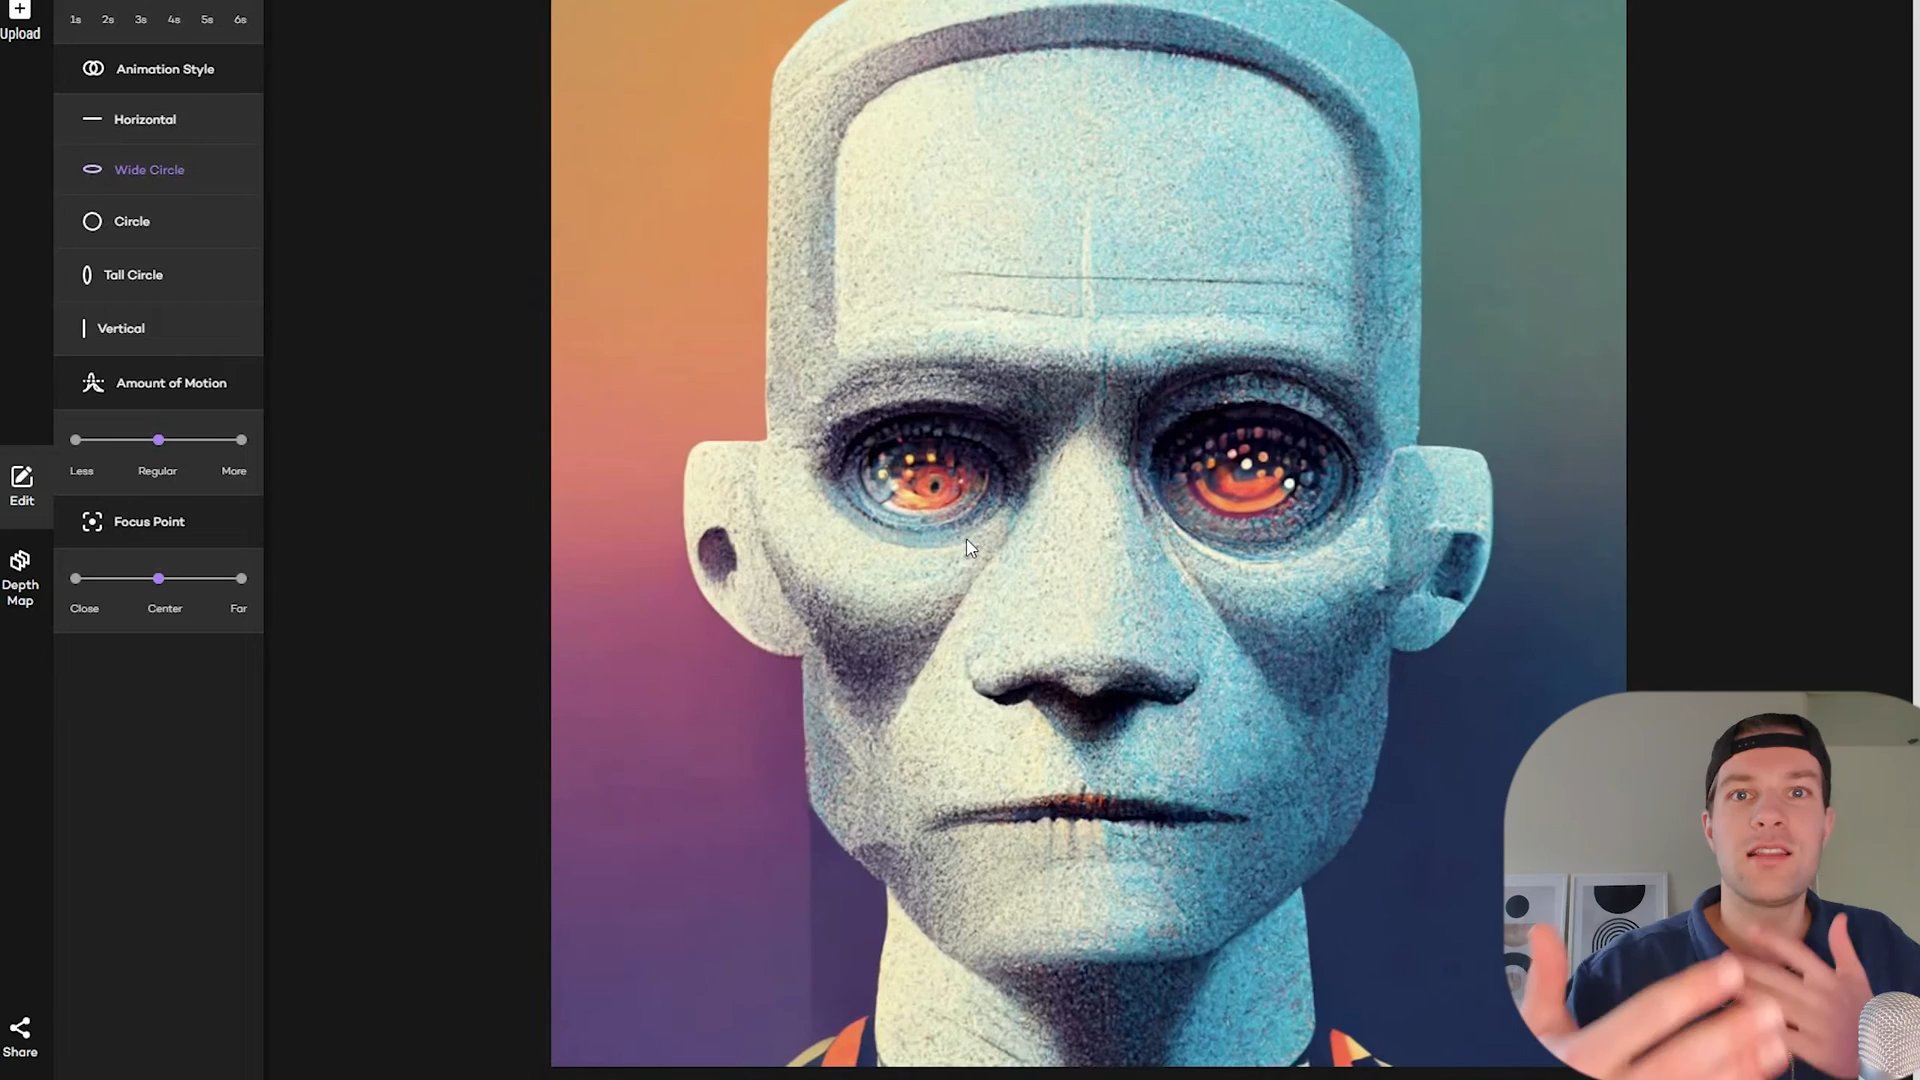 Upload
1s 2s 3s 4s 5s 6s
Animation Style
Horizontal
Wide Circle
Circle
Tall Circle
Vertical
Amount of Motion
Less Regular More
Edit
Focus Point
Close Center Far
Depth
Map
Share